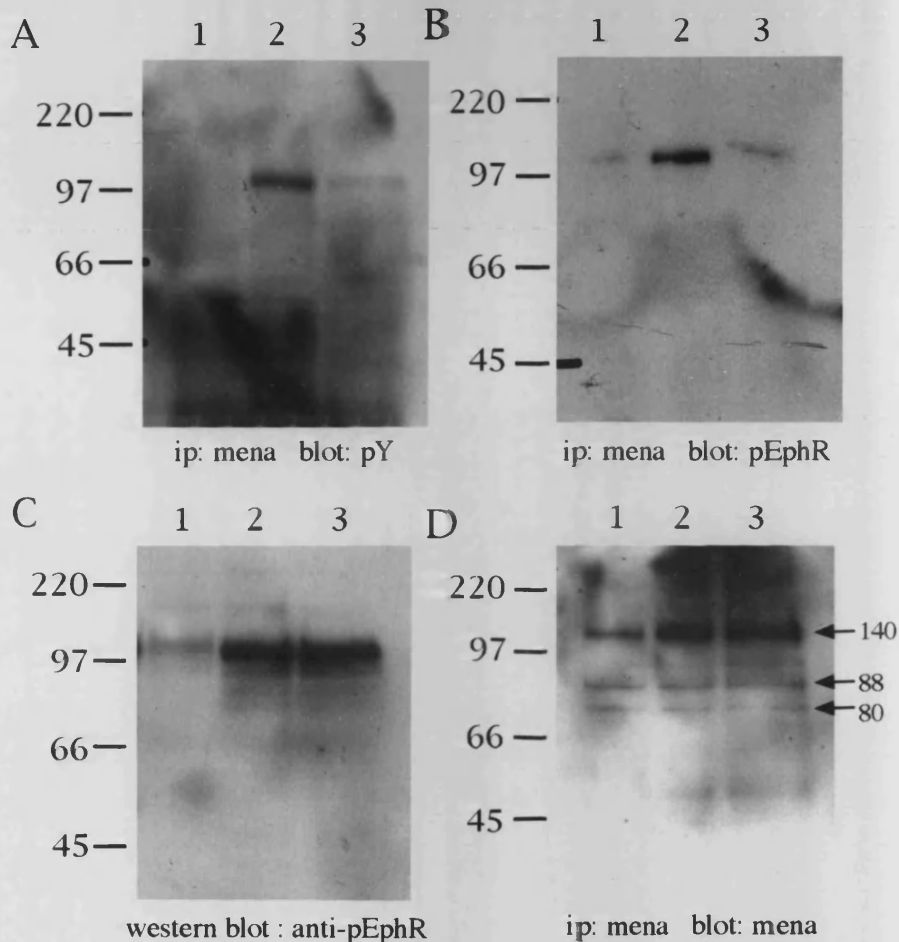 A
1 2 3
220
97
66
45
ip: mena blot: pY
B
1 2 3
220
97
66
45
ip: mena blot: pEphR
C
1 2 3
220
97
66
45
western blot : anti-pEphR
D
1 2 3
220
97
66
45
140
88
80
ip: mena blot: mena